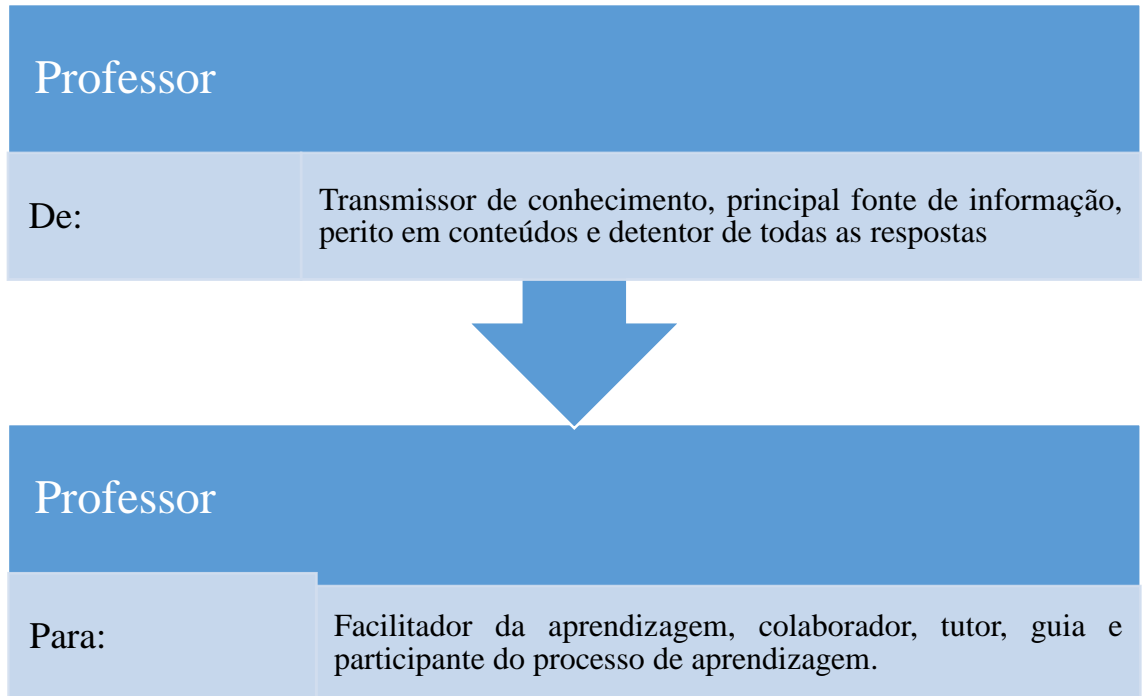 Professor
De:
Transmissor de conhecimento, principal fonte de informação,
perito em conteúdos e detentor de todas as respostas
Professor
Para:
Facilitador da aprendizagem, colaborador, tutor, guia e
participante do processo de aprendizagem.